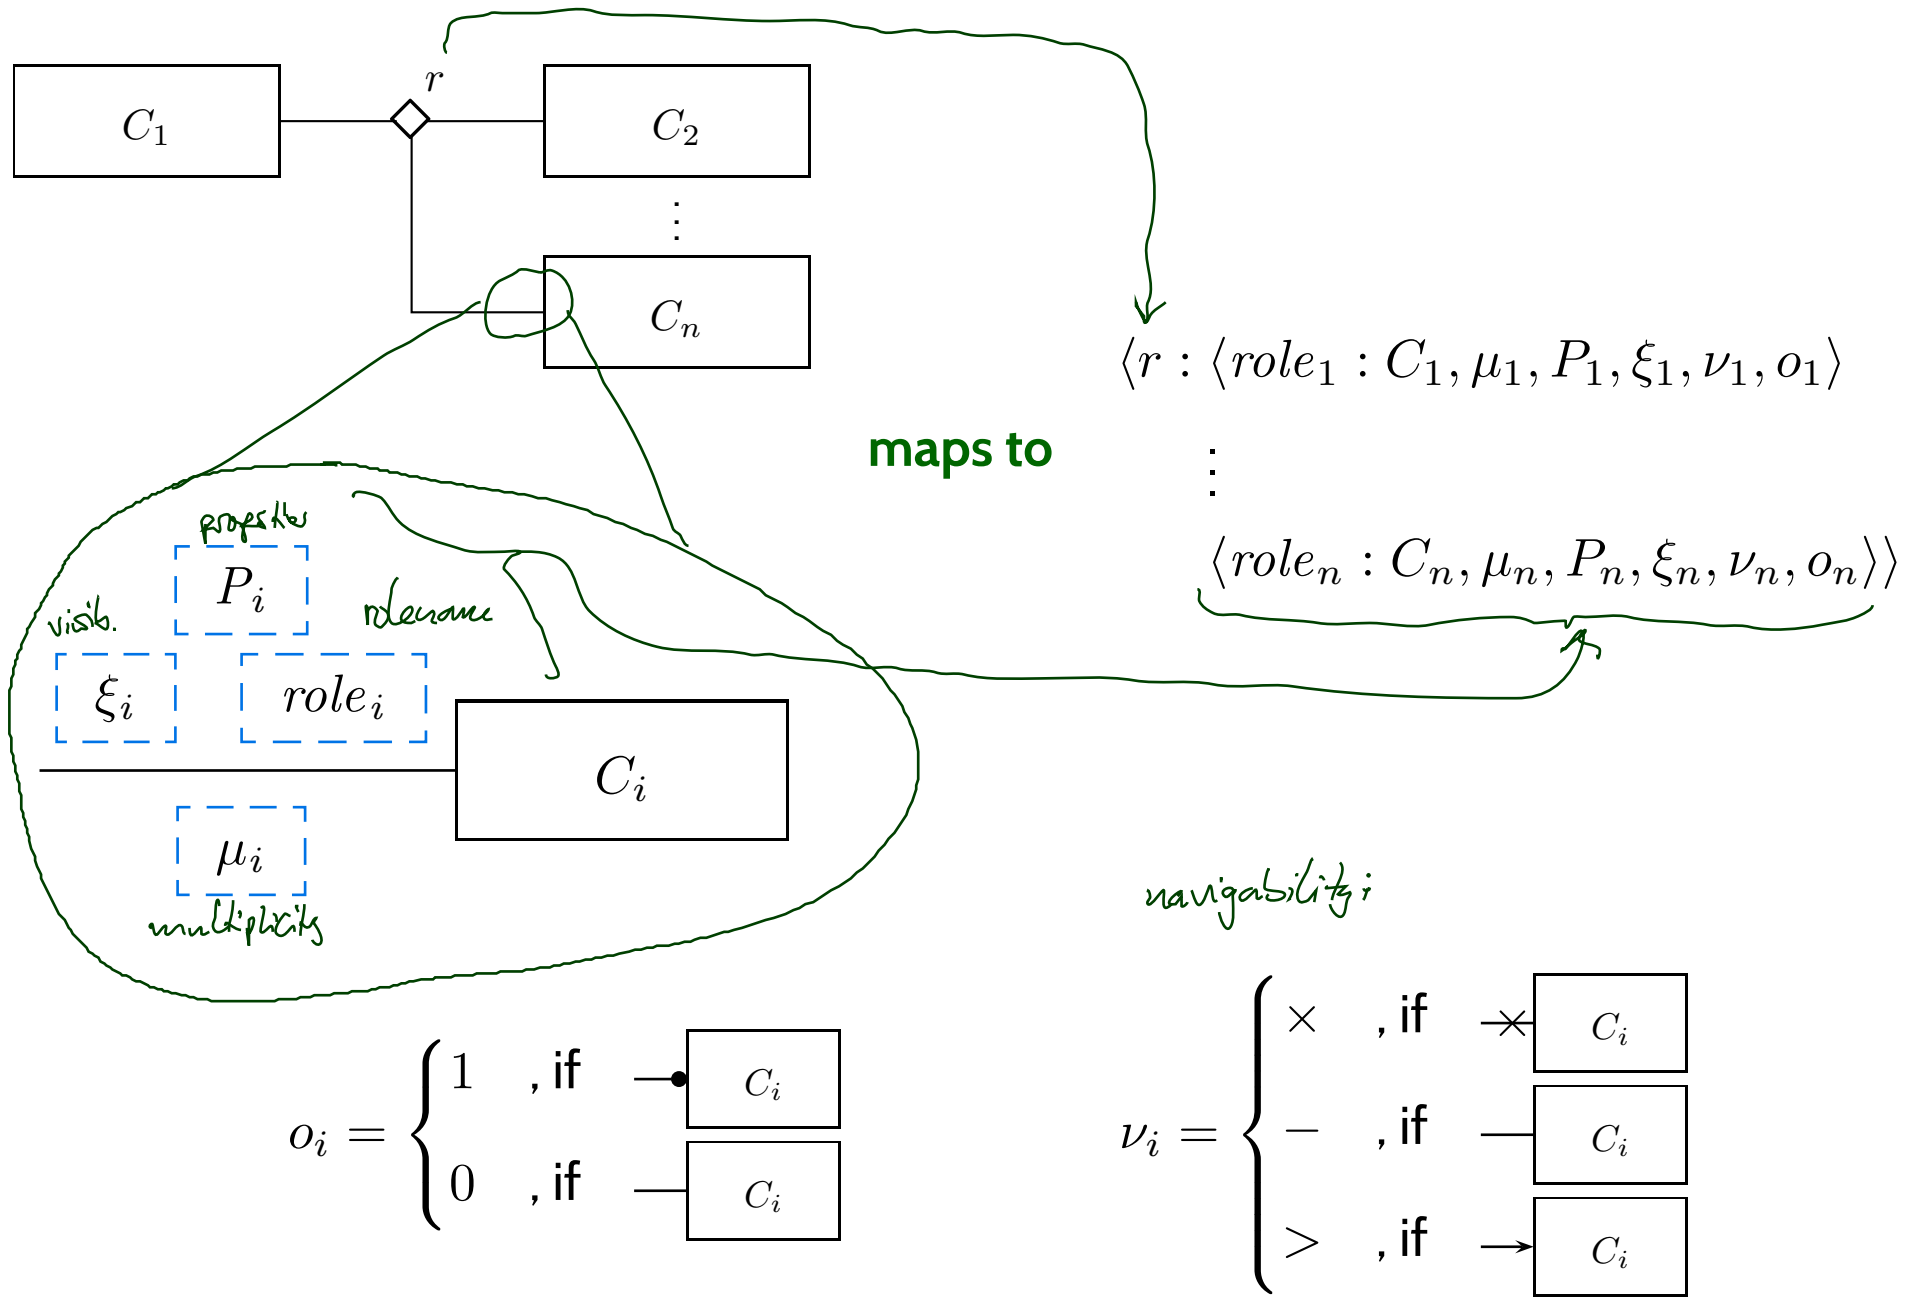 r
C₁
C₂
⋮
Cₙ
⟨r : ⟨role₁ : C₁, μ₁, P₁, ξ₁, ν₁, o₁⟩
maps to
⋮
⟨roleₙ : Cₙ, μₙ, Pₙ, ξₙ, νₙ, oₙ⟩⟩
properties
Pᵢ
visib.
rolename
ξᵢ
roleᵢ
Cᵢ
μᵢ
multiplicity
navigability:
oᵢ = { 1 , if Cᵢ
0 , if Cᵢ
νᵢ = { × , if Cᵢ
− , if Cᵢ
> , if Cᵢ